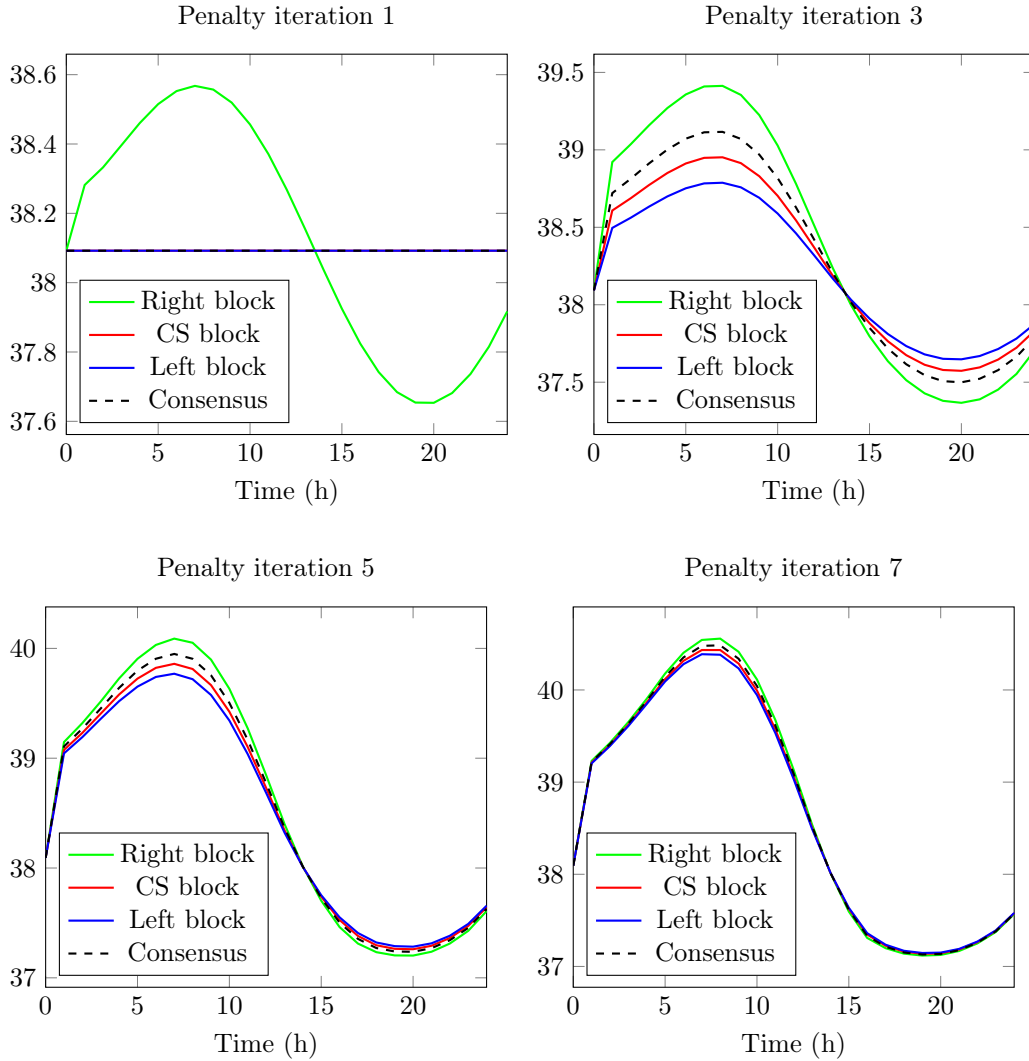 Penalty iteration 1
38.6
38.4
38.2
38
37.8
37.6
Right block
CS block
Left block
Consensus
0 5 10 15 20
Time (h)
Penalty iteration 3
39.5
39
38.5
38
37.5
Right block
CS block
Left block
Consensus
0 5 10 15 20
Time (h)
Penalty iteration 5
40
39
38
37
Right block
CS block
Left block
Consensus
0 5 10 15 20
Time (h)
Penalty iteration 7
40
39
38
37
Right block
CS block
Left block
Consensus
0 5 10 15 20
Time (h)